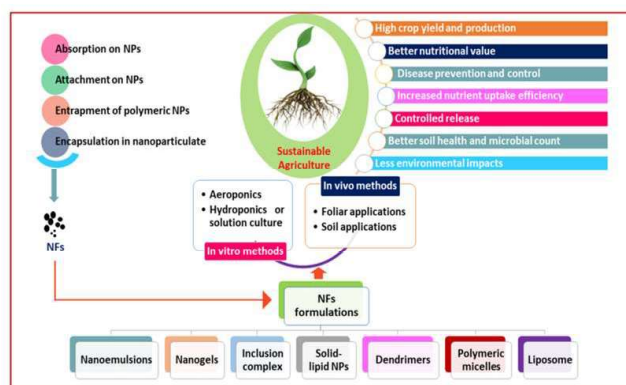 Absorption on NPs
Attachment on NPs
Entrapment of polymeric NPs
Encapsulation in nanoparticulate
NFs
Sustainable
Agriculture
High crop yield and production
Better nutritional value
Disease prevention and control
Increased nutrient uptake efficiency
Controlled release
Better soil health and microbial count
Less environmental impacts
• Aeroponics
• Hydroponics or
solution culture
In vitro methods
In vivo methods
• Foliar applications
• Soil applications
NFs
formulations
Nanoemulsions
Nanogels
Inclusion
complex
Solid-
lipid NPs
Dendrimers
Polymeric
micelles
Liposome